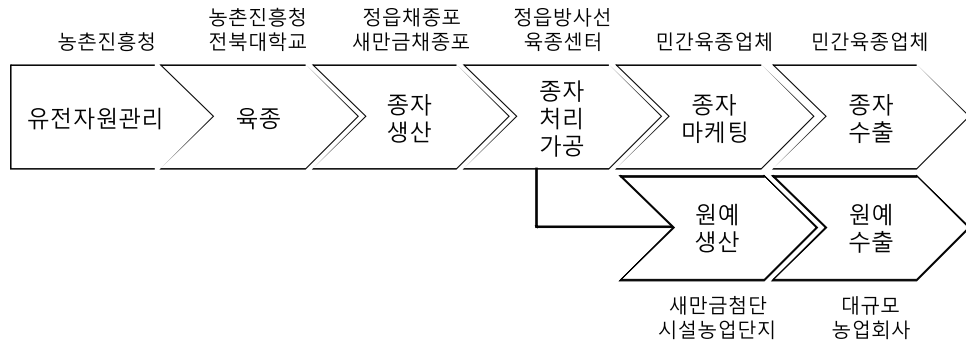 농촌진흥청
농촌진흥청
전북대학교
정읍채종포
새만금채종포
정읍방사선
육종센터
민간육종업체
민간육종업체
유전자원관리
육종
종자
생산
종자
처리
가공
종자
마케팅
종자
수출
원예
생산
원예
수출
새만금첨단
시설농업단지
대규모
농업회사